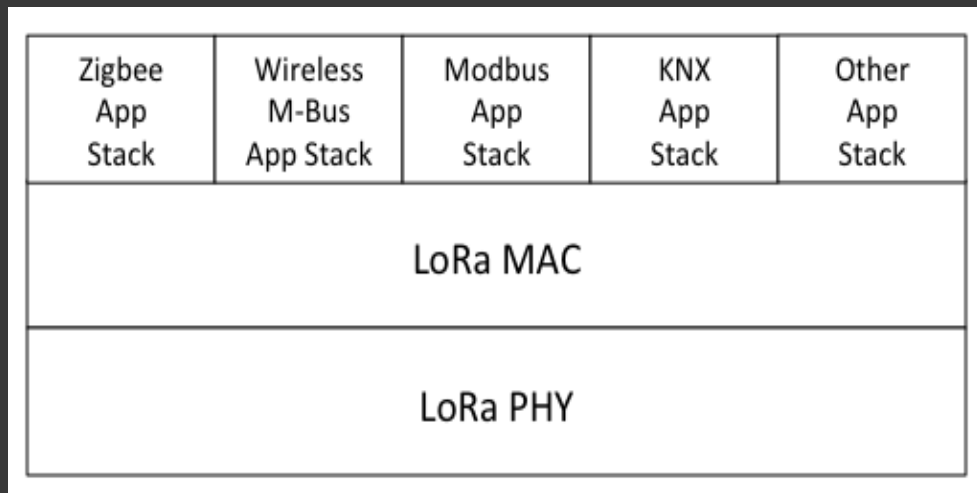 Zigbee
App
Stack
Wireless
M-Bus
App Stack
Modbus
App
Stack
KNX
App
Stack
Other
App
Stack
LoRa MAC
LoRa PHY